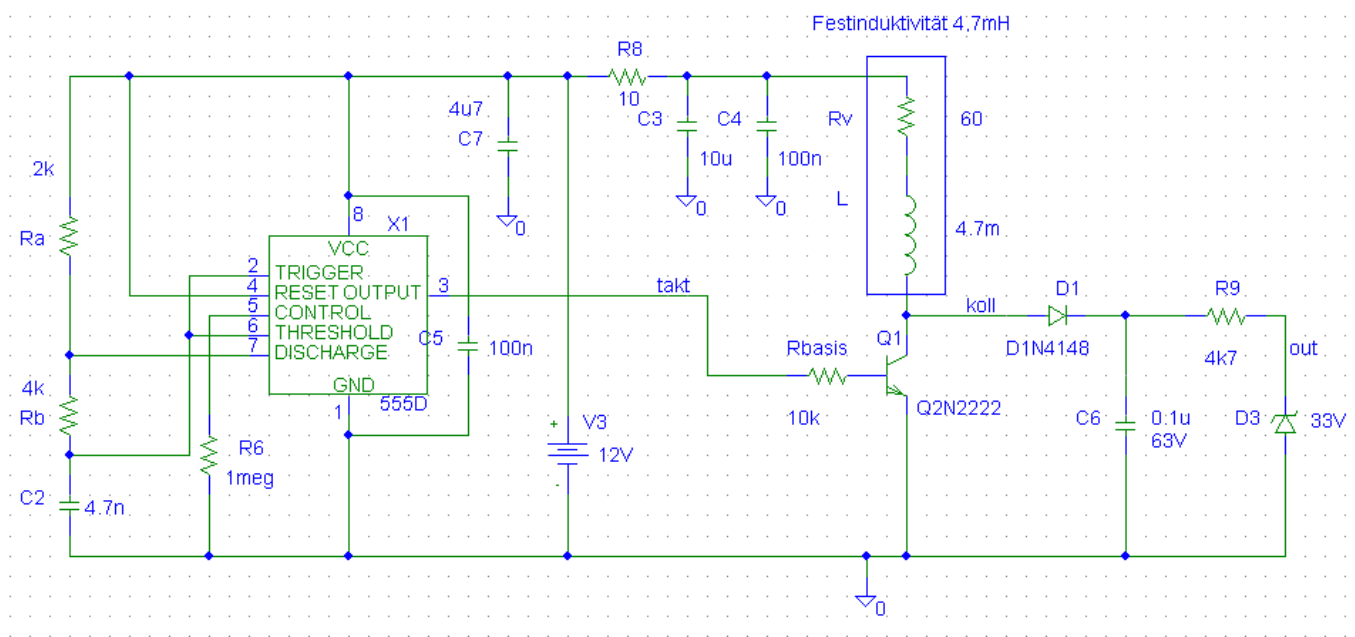 Festinduktivität 4,7mH
R8
10
4u7
C7
C3
10u
C4
100n
Rv
60
L
4.7m
0
0
0
2k
Ra
8
X1
VCC
2
TRIGGER
4
RESET OUTPUT
3
5
CONTROL
6
THRESHOLD
7
DISCHARGE
GND
1
555D
C5
100n
takt
koll
D1
D1N4148
R9
4k7
out
Rbasis
10k
Q1
Q2N2222
4k
Rb
R6
1meg
C2
4.7n
+
V3
12V
-
C6
0.1u
63V
D3
33V
0